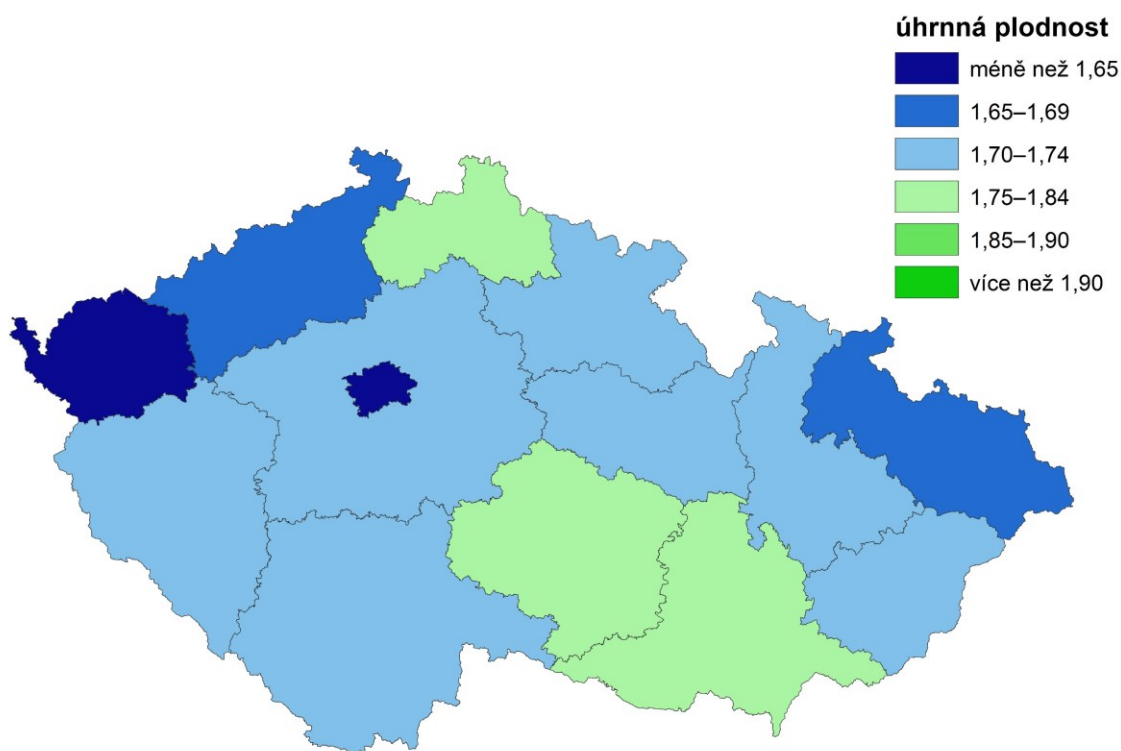 úhrnná plodnost
méně než 1,65
1,65–1,69
1,70–1,74
1,75–1,84
1,85–1,90
více než 1,90